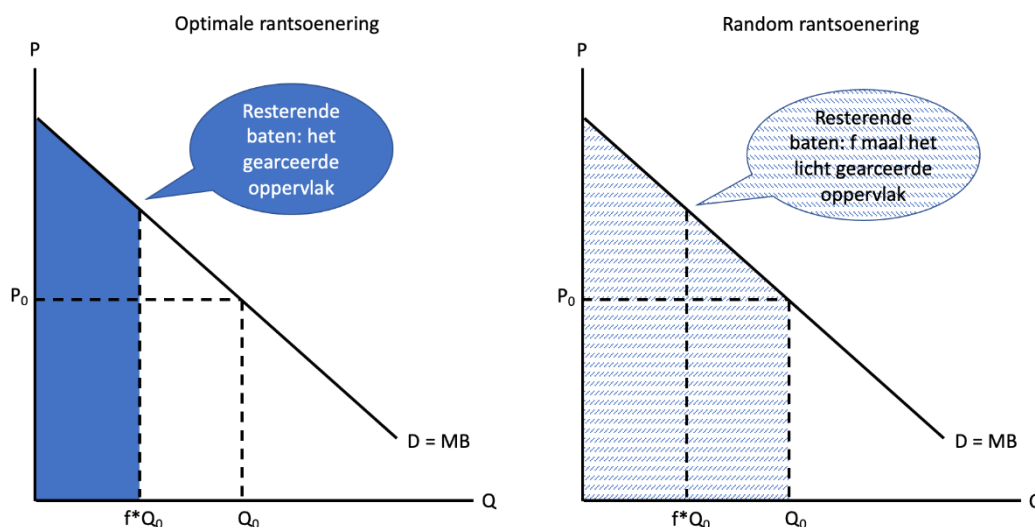 Optimale rantsoenering
P
Resterende
baten: het
gearceerde
oppervlak
P₀
D = MB
Q
f*Q₀
Q₀
Random rantsoenering
P
Resterende
baten: f maal het
licht gearceerde
oppervlak
P₀
D = MB
Q
f*Q₀
Q₀